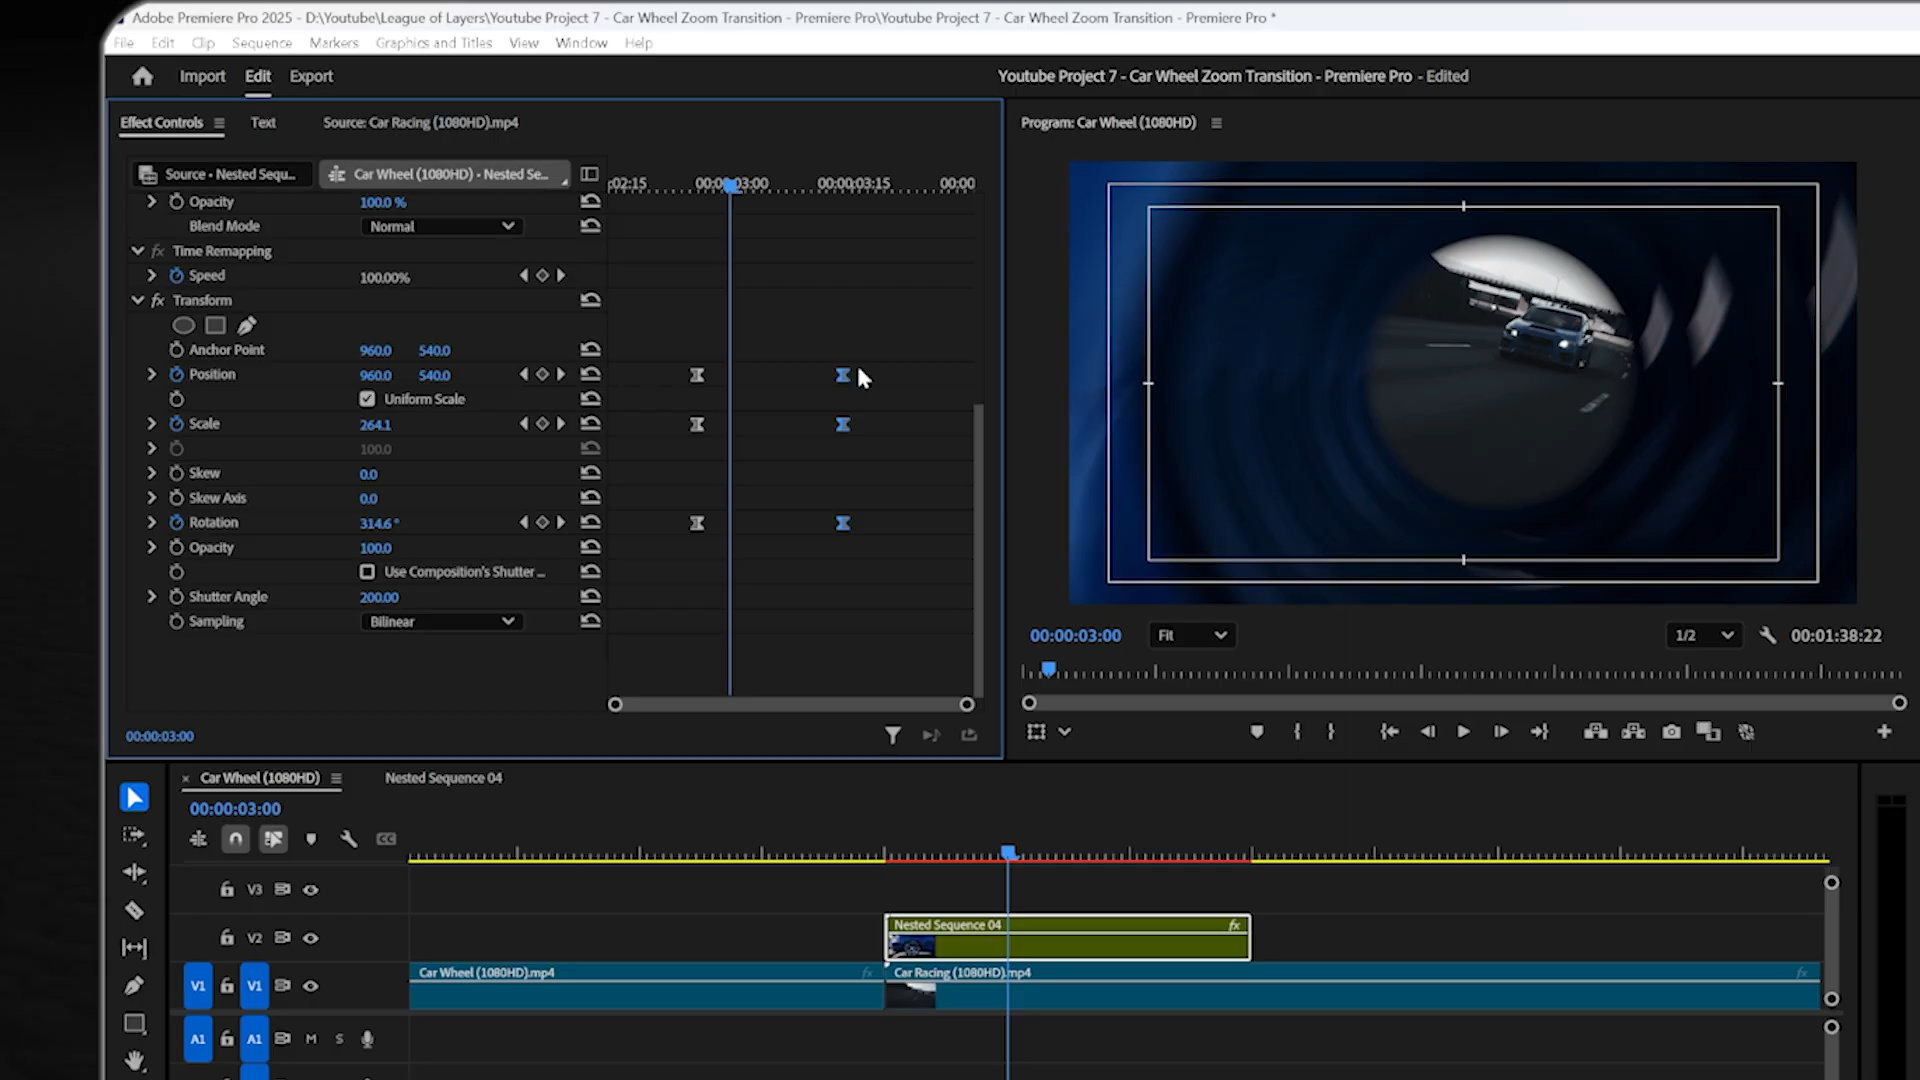 Adobe Premiere Pro 2025 - D:\Youtube\League of Layers\Youtube Project 7 - Car Wheel Zoom Transition - Premiere Pro\Youtube Project 7 - Car Wheel Zoom Transition - Premiere Pro *
File Edit Clip Sequence Markers Graphics and Titles View Window Help
Import Edit Export
Youtube Project 7 - Car Wheel Zoom Transition - Premiere Pro - Edited
Effect Controls Text Source: Car Racing (1080HD).mp4
Program: Car Wheel (1080HD)
Source • Nested Sequ... Car Wheel (1080HD) • Nested Se...
:02:15 00:00:03:00 00:00:03:15 00:00
Opacity 100.0 %
Blend Mode Normal
fx Time Remapping
Speed 100.00%
fx Transform
Anchor Point 960.0 540.0
Position 960.0 540.0
Uniform Scale
Scale 264.1
100.0
Skew 0.0
Skew Axis 0.0
Rotation 314.6 °
Opacity 100.0
Use Composition's Shutter ...
Shutter Angle 200.00
Sampling Bilinear
00:00:03:00
00:00:03:00 Fit 1/2 00:01:38:22
× Car Wheel (1080HD) Nested Sequence 04
00:00:03:00
CC
V3
V2
Nested Sequence 04 fx
V1 V1
Car Wheel (1080HD).mp4 fx
Car Racing (1080HD).mp4 fx
A1 A1 M S